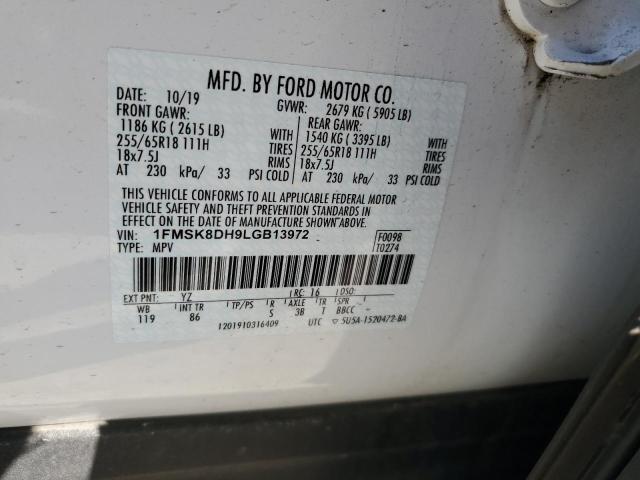 MFD. BY FORD MOTOR CO.
10/19 GVWR: 2679 KG ( 5905 LB)
FRONT GAWR: REAR GAWR:
1186 KG ( 2615 LB) WITH 1540 KG ( 3395 LB) WITH
255/65R18 111H TIRES 255/65R18 111H TIRES
18x7.5J RIMS 18x7.5J RIMS
AT 230 kPa/ 33 PSI COLD AT 230 kPa/ 33 PSI COLD
THIS VEHICLE CONFORMS TO ALL APPLICABLE FEDERAL MOTOR
VEHICLE SAFETY AND THEFT PREVENTION STANDARDS IN
EFFECT ON THE DATE OF MANUFACTURE SHOWN ABOVE.
VIN: 1FMSK8DH9LGB13972 F0098
TYPE: MPV T0274
EXT PNT: YZ RC: 16 DSO:
WB INT TR TP/PS R AXLE TR SPR
119 86 S 3B T BBCC
1201910316409 UTC ▽ 5U5A-1520472-BA